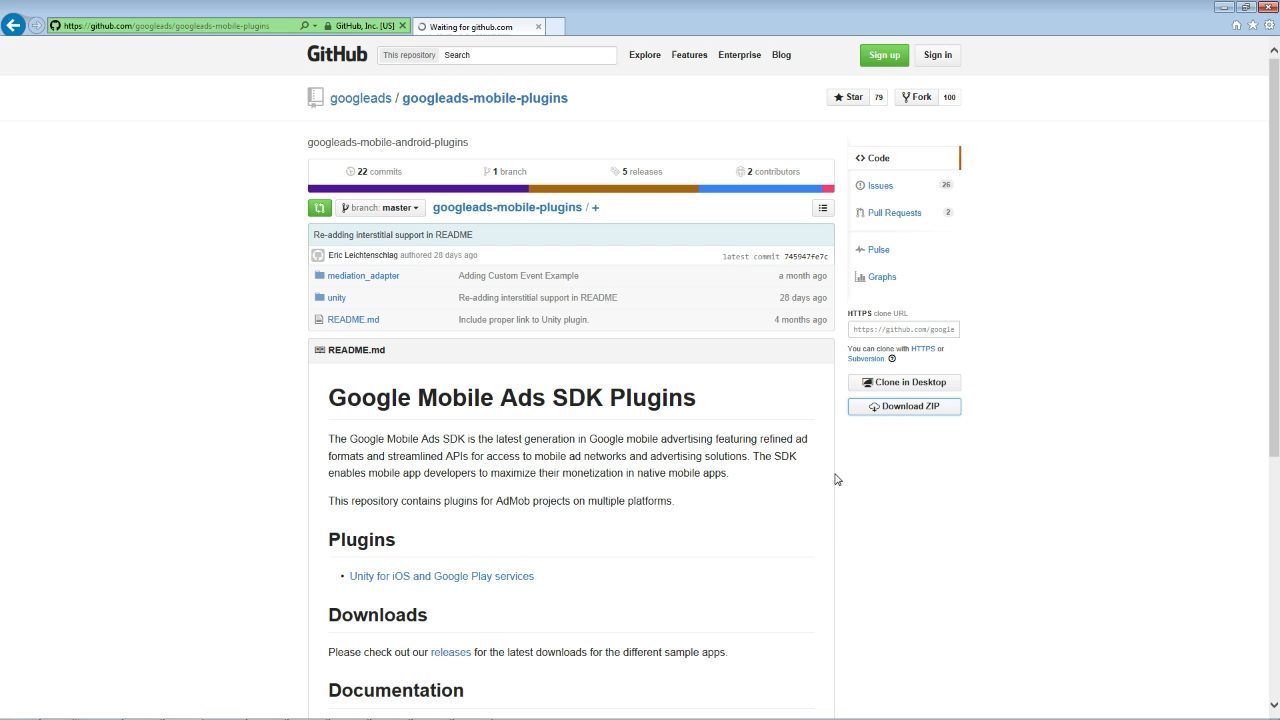 https://github.com/googleads/googleads-mobile-plugins
GitHub, Inc. [US]
Waiting for github.com
GitHub
This repository
Search
Explore
Features
Enterprise
Blog
Sign up
Sign in
googleads / googleads-mobile-plugins
Star
79
Fork
100
googleads-mobile-android-plugins
22 commits
1 branch
5 releases
2 contributors
branch: master
googleads-mobile-plugins / +
Re-adding interstitial support in README
Eric Leichtenschlag authored 28 days ago
latest commit 745947fe7c
mediation_adapter
Adding Custom Event Example
a month ago
unity
Re-adding interstitial support in README
28 days ago
README.md
Include proper link to Unity plugin.
4 months ago
README.md
Google Mobile Ads SDK Plugins
The Google Mobile Ads SDK is the latest generation in Google mobile advertising featuring refined ad
formats and streamlined APIs for access to mobile ad networks and advertising solutions. The SDK
enables mobile app developers to maximize their monetization in native mobile apps.
This repository contains plugins for AdMob projects on multiple platforms.
Plugins
• Unity for iOS and Google Play services
Downloads
Please check out our releases for the latest downloads for the different sample apps.
Documentation
Code
Issues
26
Pull Requests
2
Pulse
Graphs
HTTPS clone URL
https://github.com/google
You can clone with HTTPS or
Subversion.
Clone in Desktop
Download ZIP